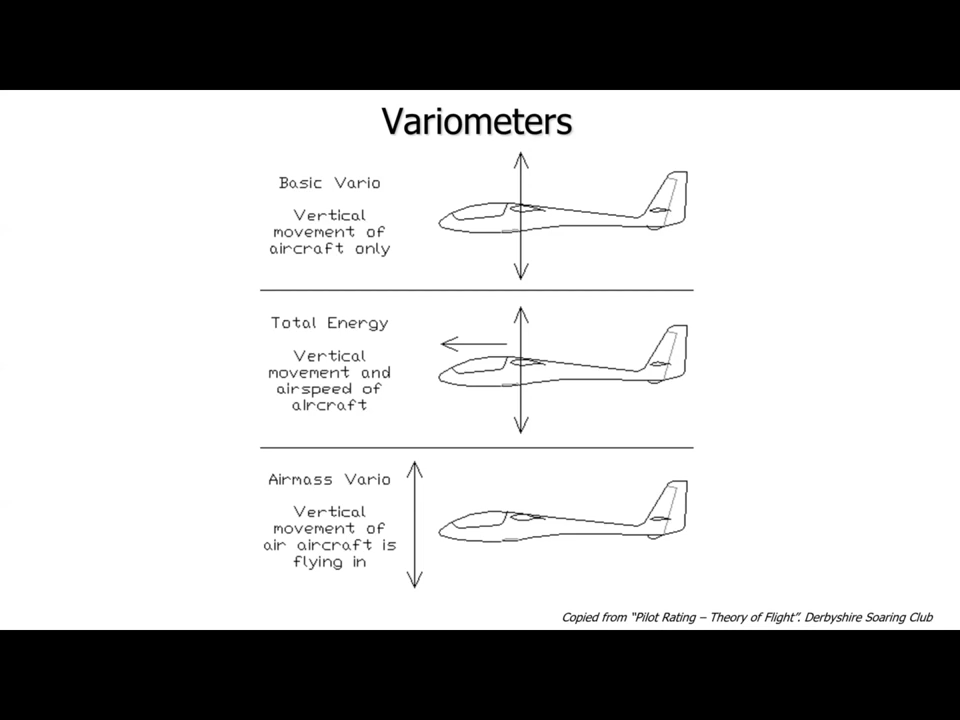 Variometers
Basic Vario
Vertical
movement of
aircraft only
Total Energy
Vertical
movement and
airspeed of
aircraft
Airmass Vario
Vertical
movement of
air aircraft is
flying in
Copied from “Pilot Rating – Theory of Flight”. Derbyshire Soaring Club